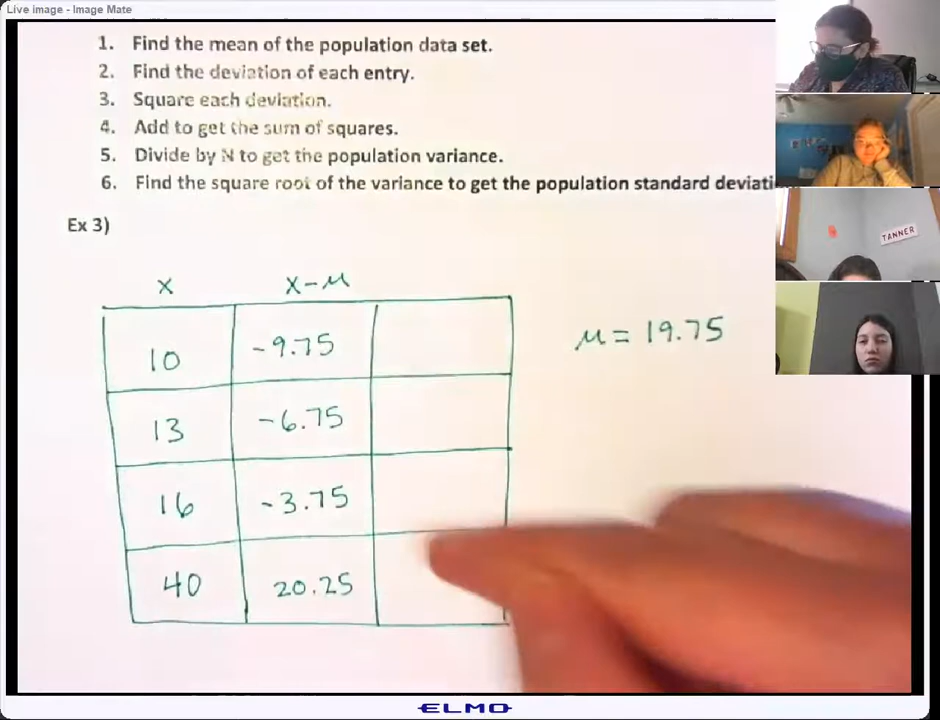 Live image - Image Mate
1. Find the mean of the population data set.
2. Find the deviation of each entry.
3. Square each deviation.
4. Add to get the sum of squares.
5. Divide by N to get the population variance.
6. Find the square root of the variance to get the population standard deviati
TANNER
Ex 3)
x x-μ
10 -9.75
μ = 19.75
13 -6.75
16 -3.75
40 20.25
ELMO